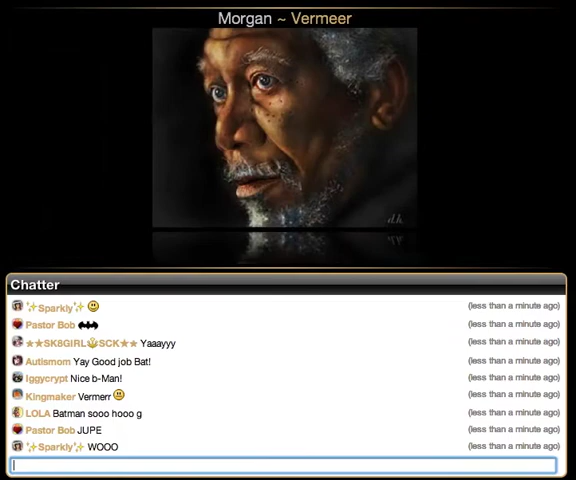 Morgan ~ Vermeer
d.h.
Chatter
Sparkly (less than a minute ago)
Pastor Bob (less than a minute ago)
★★SK8GIRL SCK★★ Yaaayyy (less than a minute ago)
Autismom Yay Good job Bat! (less than a minute ago)
Iggycrypt Nice b-Man! (less than a minute ago)
Kingmaker Vermerr (less than a minute ago)
LOLA Batman sooo hooo g (less than a minute ago)
Pastor Bob JUPE (less than a minute ago)
Sparkly WOOO (less than a minute ago)